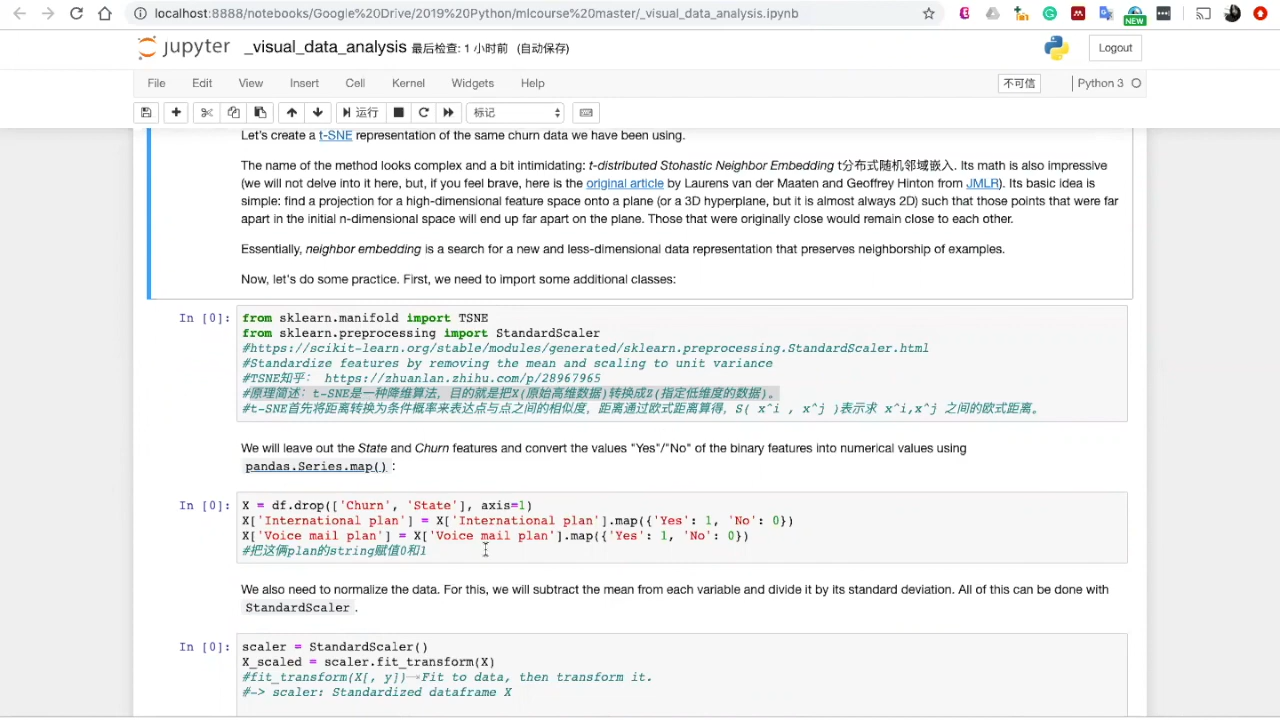 localhost:8888/notebooks/Google%20Drive/2019%20Python/mlcourse%20master/_visual_data_analysis.ipynb
NEW
jupyter _visual_data_analysis 最后检查: 1 小时前 (自动保存)
Logout
File Edit View Insert Cell Kernel Widgets Help 不可信 Python 3
运行 标记
Let's create a t-SNE representation of the same churn data we have been using.
The name of the method looks complex and a bit intimidating: t-distributed Stohastic Neighbor Embedding t分布式随机邻域嵌入. Its math is also impressive
(we will not delve into it here, but, if you feel brave, here is the original article by Laurens van der Maaten and Geoffrey Hinton from JMLR). Its basic idea is
simple: find a projection for a high-dimensional feature space onto a plane (or a 3D hyperplane, but it is almost always 2D) such that those points that were far
apart in the initial n-dimensional space will end up far apart on the plane. Those that were originally close would remain close to each other.
Essentially, neighbor embedding is a search for a new and less-dimensional data representation that preserves neighborship of examples.
Now, let's do some practice. First, we need to import some additional classes:
In [0]: from sklearn.manifold import TSNE
from sklearn.preprocessing import StandardScaler
#https://scikit-learn.org/stable/modules/generated/sklearn.preprocessing.StandardScaler.html
#Standardize features by removing the mean and scaling to unit variance
#TSNE知乎: https://zhuanlan.zhihu.com/p/28967965
#原理简述：t-SNE是一种降维算法，目的就是把X(原始高维数据)转换成Z(指定低维度的数据)。
#t-SNE首先将距离转换为条件概率来表达点与点之间的相似度，距离通过欧式距离算得，S( x^i , x^j )表示求 x^i,x^j 之间的欧式距离。
We will leave out the State and Churn features and convert the values "Yes"/"No" of the binary features into numerical values using
pandas.Series.map() :
In [0]: X = df.drop(['Churn', 'State'], axis=1)
X['International plan'] = X['International plan'].map({'Yes': 1, 'No': 0})
X['Voice mail plan'] = X['Voice mail plan'].map({'Yes': 1, 'No': 0})
#把这俩plan的string赋值0和1
We also need to normalize the data. For this, we will subtract the mean from each variable and divide it by its standard deviation. All of this can be done with
StandardScaler .
In [0]: scaler = StandardScaler()
X_scaled = scaler.fit_transform(X)
#fit_transform(X[, y])→Fit to data, then transform it.
#-> scaler: Standardized dataframe X